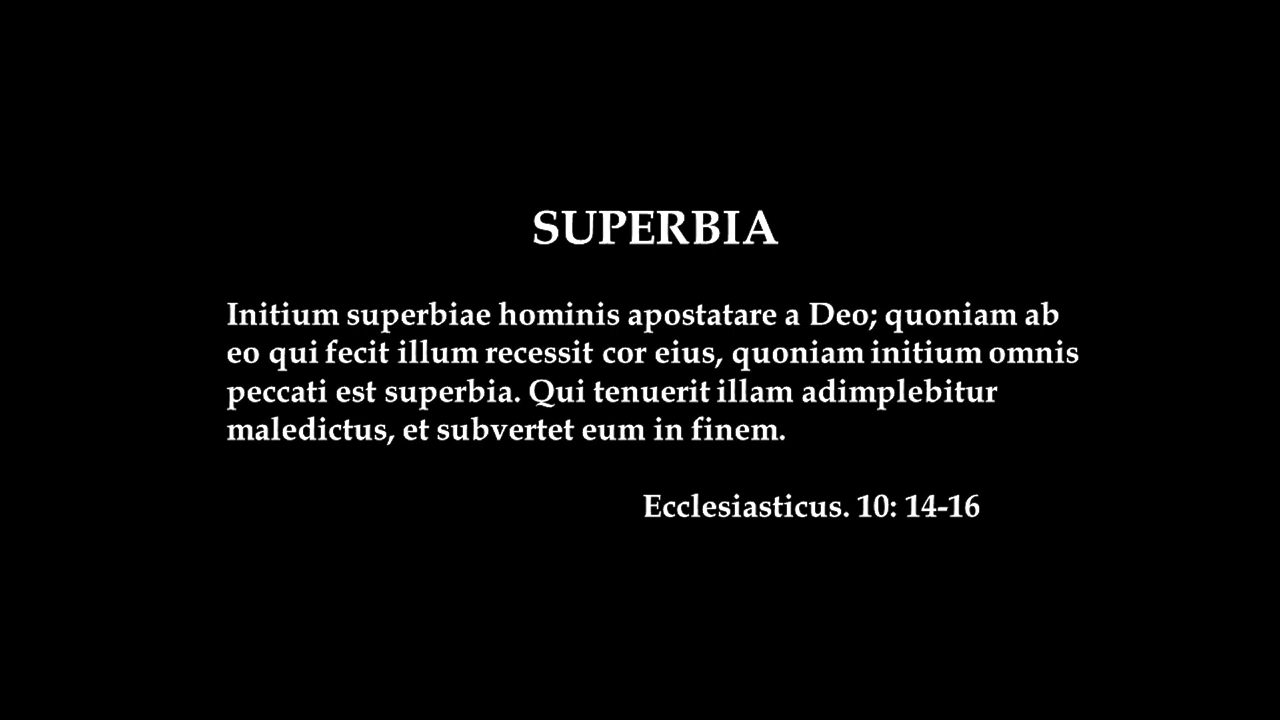 SUPERBIA
Initium superbiae hominis apostatare a Deo; quoniam ab
eo qui fecit illum recessit cor eius, quoniam initium omnis
peccati est superbia. Qui tenuerit illam adimplebitur
maledictus, et subvertet eum in finem.
Ecclesiasticus. 10: 14-16